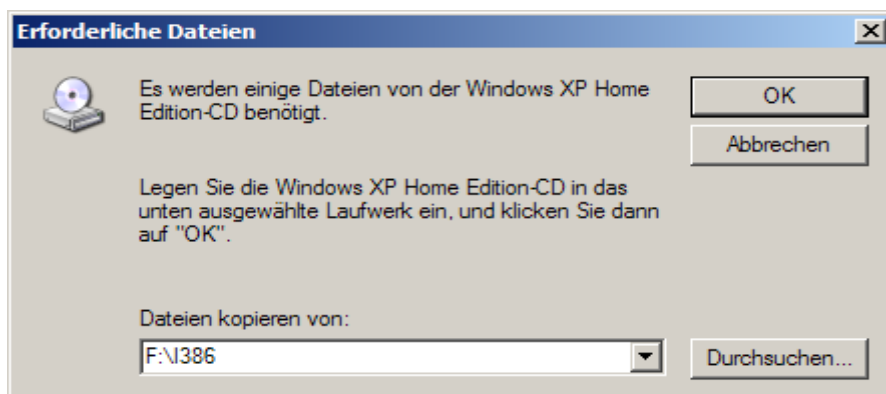 Erforderliche Dateien
Es werden einige Dateien von der Windows XP Home
Edition-CD benötigt.
OK
Abbrechen
Legen Sie die Windows XP Home Edition-CD in das
unten ausgewählte Laufwerk ein, und klicken Sie dann
auf "OK".
Dateien kopieren von:
F:\I386
Durchsuchen...